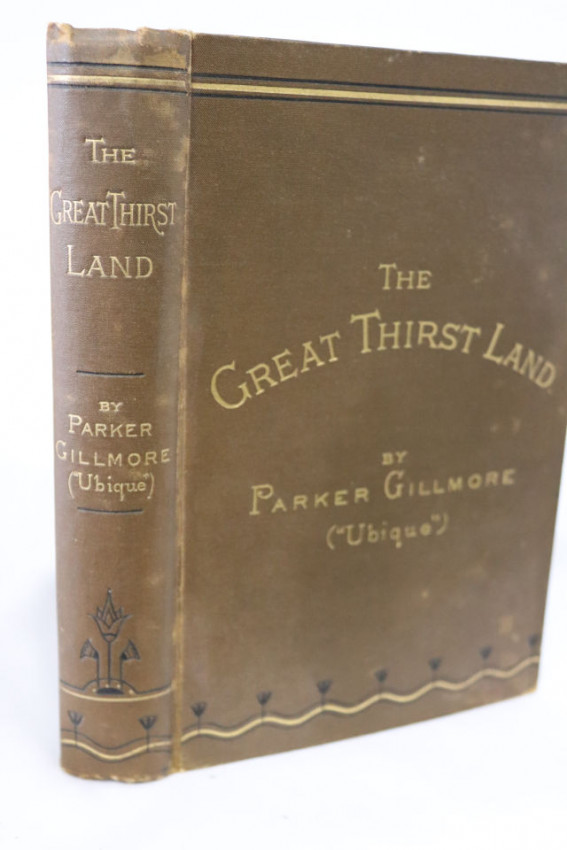 THE
GREAT THIRST
LAND
BY
PARKER
GILLMORE
("Ubique")
THE
GREAT THIRST LAND.
BY
PARKER GILLMORE
("Ubique")